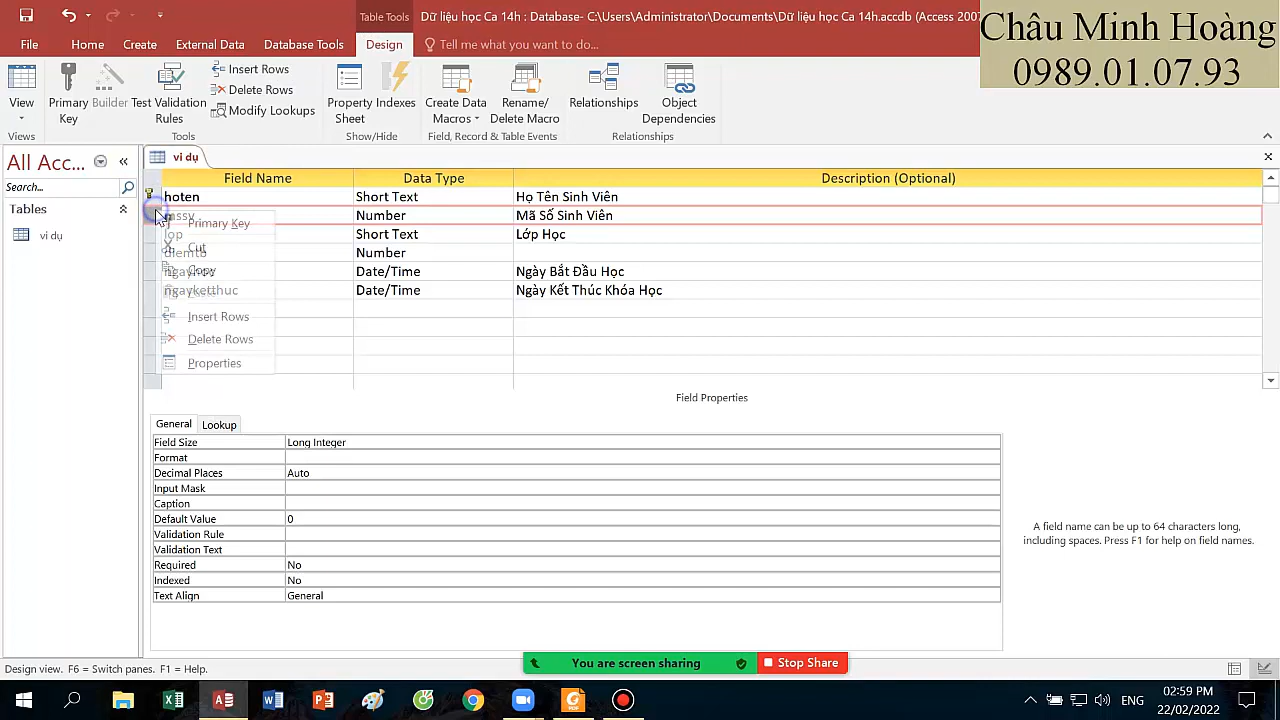 Table Tools
Dữ liệu học Ca 14h : Database- C:\Users\Administrator\Documents\Dữ liệu học Ca 14h.accdb (Access 2007
Châu Minh Hoàng
0989.01.07.93
File
Home
Create
External Data
Database Tools
Design
Tell me what you want to do...
View
Primary Key
Builder
Test Validation Rules
Insert Rows
Delete Rows
Modify Lookups
Property Sheet
Indexes
Create Data Macros
Rename/ Delete Macro
Relationships
Object Dependencies
Views
Tools
Show/Hide
Field, Record & Table Events
Relationships
All Acc...
Search...
Tables
vi dụ
vi dụ
Field Name Data Type Description (Optional)
hoten Short Text Họ Tên Sinh Viên
mssv Number Mã Số Sinh Viên
lop Short Text Lớp Học
diemtb Number
Date/Time Ngày Bắt Đầu Học
ngayketthuc Date/Time Ngày Kết Thúc Khóa Học
Primary Key
Cut
Copy
Insert Rows
Delete Rows
Properties
Field Properties
General Lookup
Field Size Long Integer
Format
Decimal Places Auto
Input Mask
Caption
Default Value 0
Validation Rule
Validation Text
Required No
Indexed No
Text Align General
A field name can be up to 64 characters long,
including spaces. Press F1 for help on field names.
Design view. F6 = Switch panes. F1 = Help.
You are screen sharing
Stop Share
ENG
02:59 PM
22/02/2022